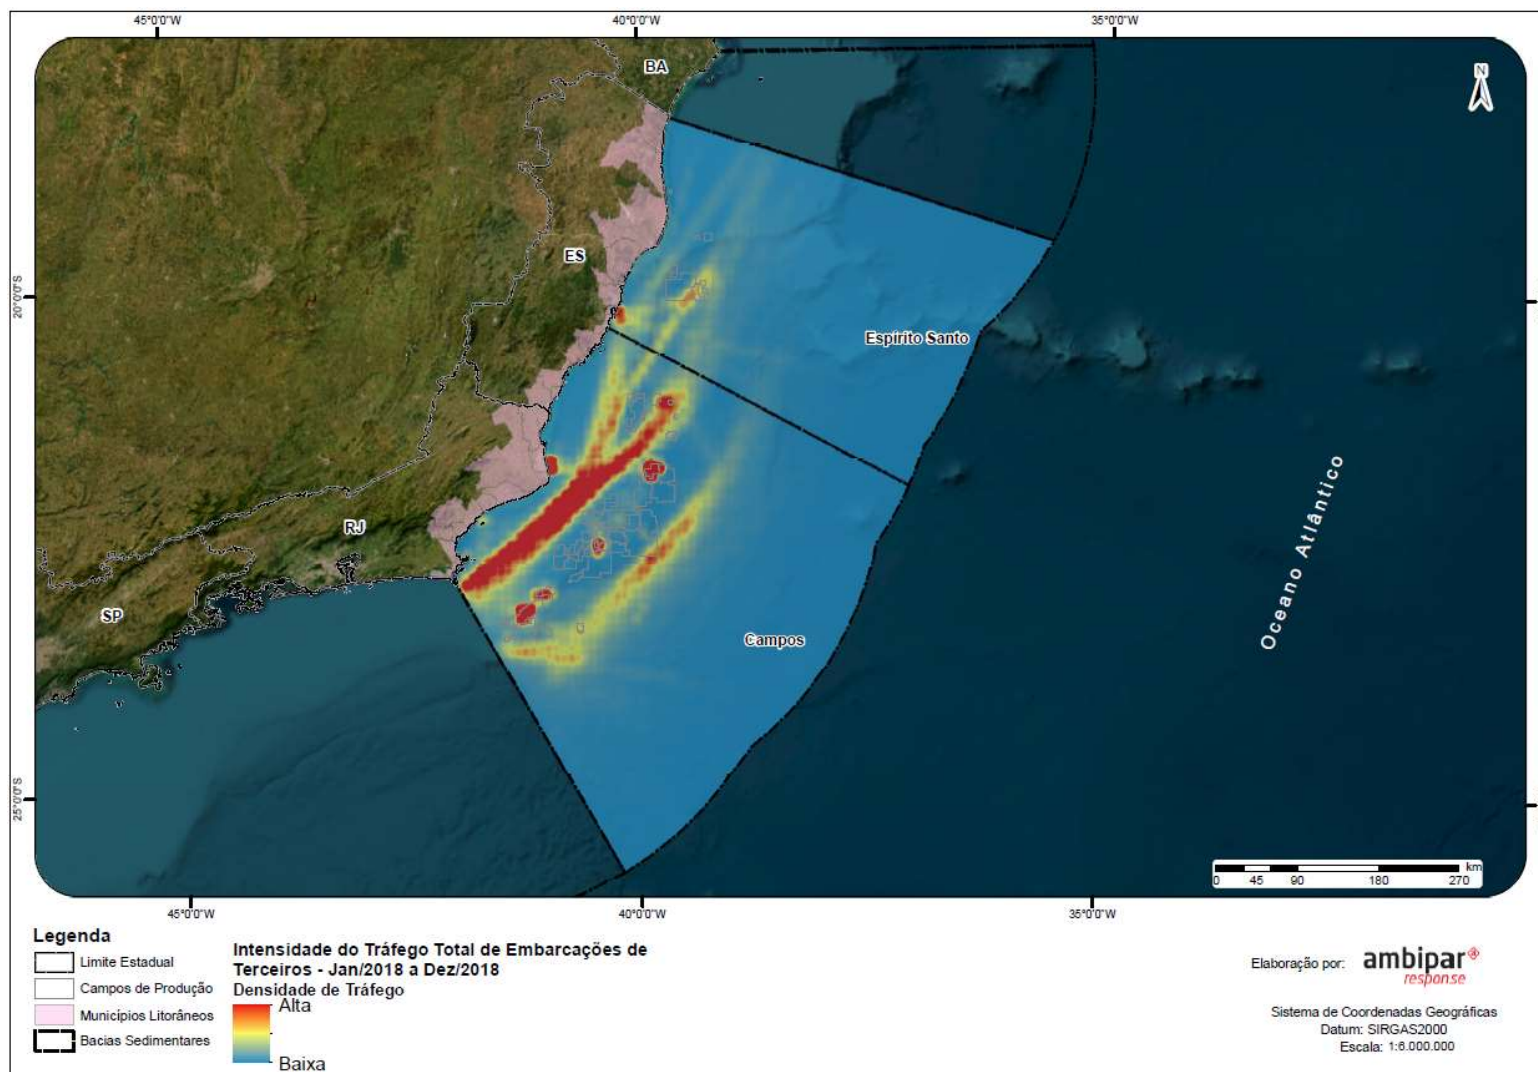 45°0'0"W
40°0'0"W
35°0'0"W
BA
N
ES
20°0'0"S
Espírito Santo
Oceano Atlântico
RJ
SP
Campos
25°0'0"S
km
0 45 90 180 270
45°0'0"W
40°0'0"W
35°0'0"W
Legenda
Limite Estadual
Campos de Produção
Municípios Litorâneos
Bacias Sedimentares
Intensidade do Tráfego Total de Embarcações de
Terceiros - Jan/2018 a Dez/2018
Densidade de Tráfego
Alta
Baixa
Elaboração por:
ambipar
response
Sistema de Coordenadas Geográficas
Datum: SIRGAS2000
Escala: 1:6.000.000